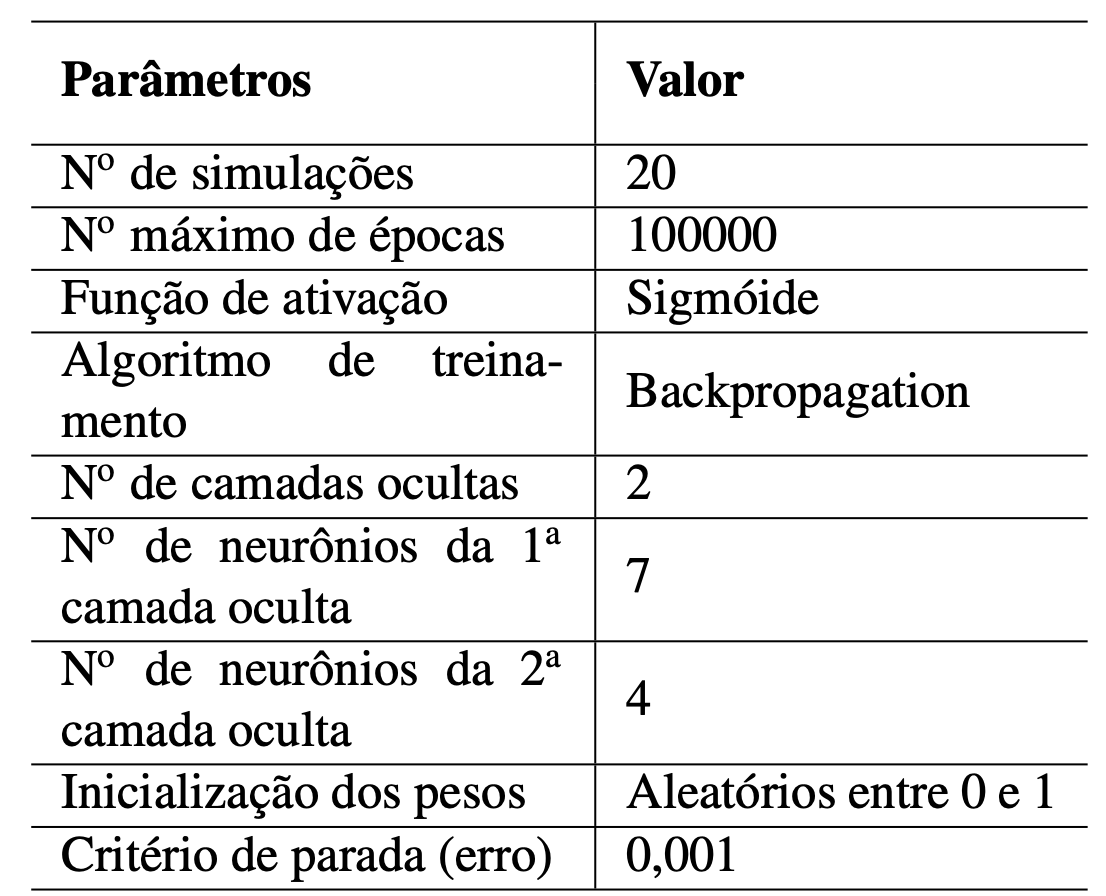 Parâmetros Valor
Nº de simulações 20
Nº máximo de épocas 100000
Função de ativação Sigmóide
Algoritmo de treina-
mento Backpropagation
Nº de camadas ocultas 2
Nº de neurônios da 1ª
camada oculta 7
Nº de neurônios da 2ª
camada oculta 4
Inicialização dos pesos Aleatórios entre 0 e 1
Critério de parada (erro) 0,001